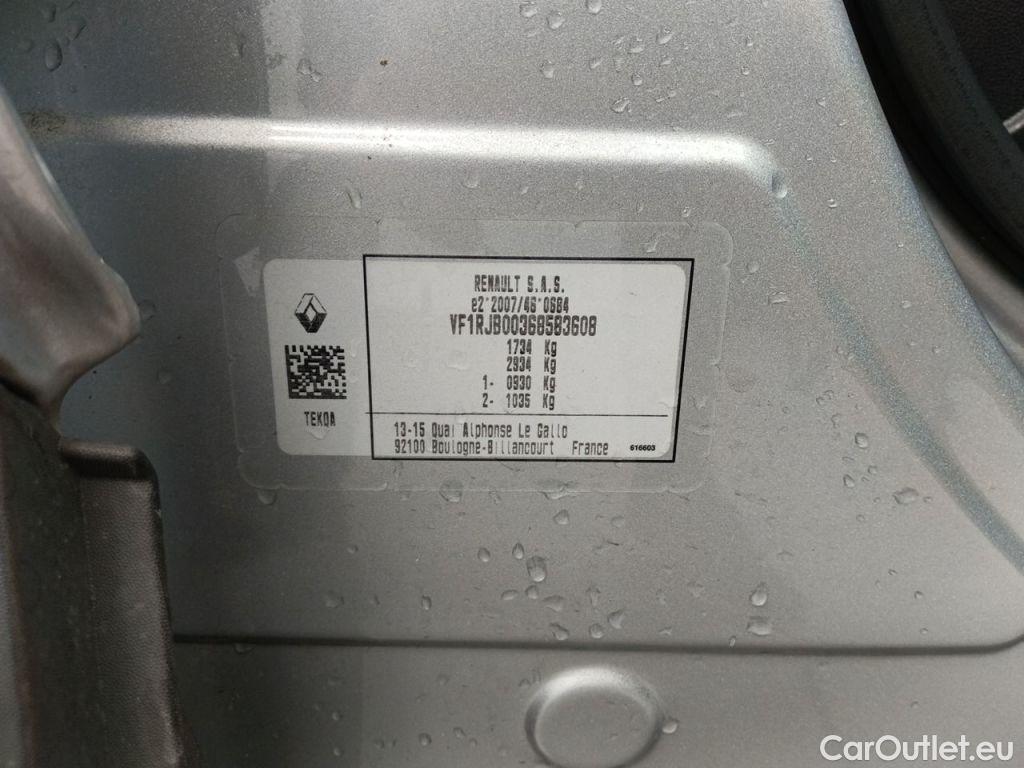 RENAULT S.A.S.
e2*2007/46*0684
VF1RJB00368583608
1734 Kg
2934 Kg
1- 0930 Kg
2- 1035 Kg
TEKQA
13-15 Quai Alphonse Le Gallo
92100 Boulogne-Billancourt France
616603
CarOutlet.eu